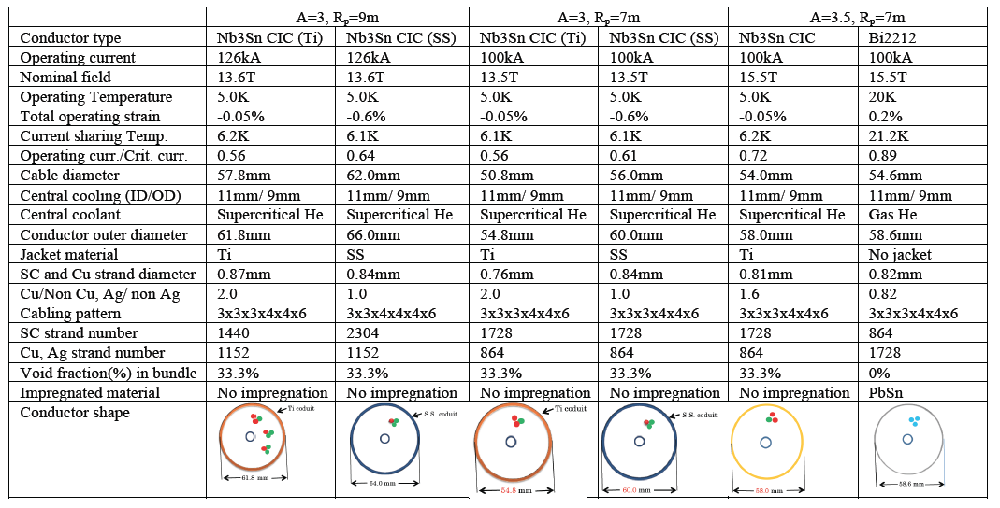 A=3, Rp=9m A=3, Rp=7m A=3.5, Rp=7m
Conductor type Nb3Sn CIC (Ti) Nb3Sn CIC (SS) Nb3Sn CIC (Ti) Nb3Sn CIC (SS) Nb3Sn CIC Bi2212
Operating current 126kA 126kA 100kA 100kA 100kA 100kA
Nominal field 13.6T 13.6T 13.5T 13.5T 15.5T 15.5T
Operating Temperature 5.0K 5.0K 5.0K 5.0K 5.0K 20K
Total operating strain -0.05% -0.6% -0.05% -0.6% -0.05% 0.2%
Current sharing Temp. 6.2K 6.1K 6.1K 6.1K 6.2K 21.2K
Operating curr./Crit. curr. 0.56 0.64 0.56 0.61 0.72 0.89
Cable diameter 57.8mm 62.0mm 50.8mm 56.0mm 54.0mm 54.6mm
Central cooling (ID/OD) 11mm/ 9mm 11mm/ 9mm 11mm/ 9mm 11mm/ 9mm 11mm/ 9mm 11mm/ 9mm
Central coolant Supercritical He Supercritical He Supercritical He Supercritical He Supercritical He Gas He
Conductor outer diameter 61.8mm 66.0mm 54.8mm 60.0mm 58.0mm 58.6mm
Jacket material Ti SS Ti SS Ti No jacket
SC and Cu strand diameter 0.87mm 0.84mm 0.76mm 0.84mm 0.81mm 0.82mm
Cu/Non Cu, Ag/ non Ag 2.0 1.0 2.0 1.0 1.6 0.82
Cabling pattern 3x3x3x4x4x6 3x3x4x4x4x6 3x3x3x4x4x6 3x3x3x4x4x6 3x3x3x4x4x6 3x3x3x4x4x6
SC strand number 1440 2304 1728 1728 1728 864
Cu, Ag strand number 1152 1152 864 864 864 1728
Void fraction(%) in bundle 33.3% 33.3% 33.3% 33.3% 33.3% 0%
Impregnated material No impregnation No impregnation No impregnation No impregnation No impregnation PbSn
Conductor shape Ti coduit S.S. coduit Ti coduit S.S. coduit.
61.8 mm 64.0 mm 54.8 mm 60.0 mm 58.0 mm 58.6 mm